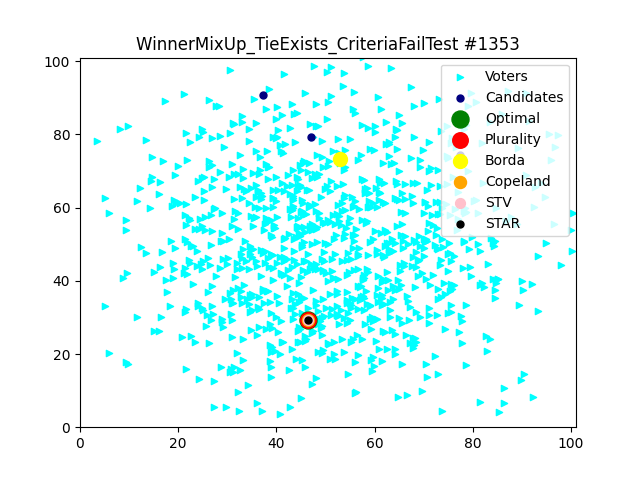 WinnerMixUp_TieExists_CriteriaFailTest #1353
100
80
60
40
20
0
0
20
40
60
80
100
Voters
Candidates
Optimal
Plurality
Borda
Copeland
STV
STAR